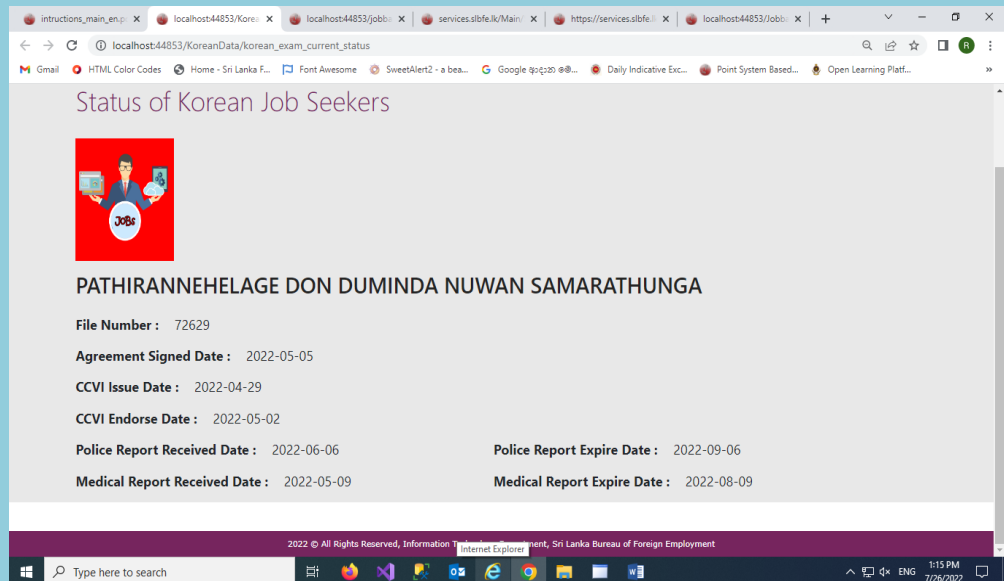 intructions_main_en.p
localhost:44853/Korea
localhost:44853/jobba
services.slbfe.lk/Main/
https://services.slbfe.l
localhost:44853/Jobba
localhost:44853/KoreanData/korean_exam_current_status
R
Gmail
HTML Color Codes
Home - Sri Lanka F...
Font Awesome
SweetAlert2 - a bea...
Daily Indicative Exc...
Point System Based...
Open Learning Platf...
»
Status of Korean Job Seekers
JOBs
PATHIRANNEHELAGE DON DUMINDA NUWAN SAMARATHUNGA
File Number : 72629
Agreement Signed Date : 2022-05-05
CCVI Issue Date : 2022-04-29
CCVI Endorse Date : 2022-05-02
Police Report Received Date : 2022-06-06 Police Report Expire Date : 2022-09-06
Medical Report Received Date : 2022-05-09 Medical Report Expire Date : 2022-08-09
2022 © All Rights Reserved, Information Sri Lanka Bureau of Foreign Employment
Internet Explorer
Type here to search
ENG
1:15 PM
7/26/2022